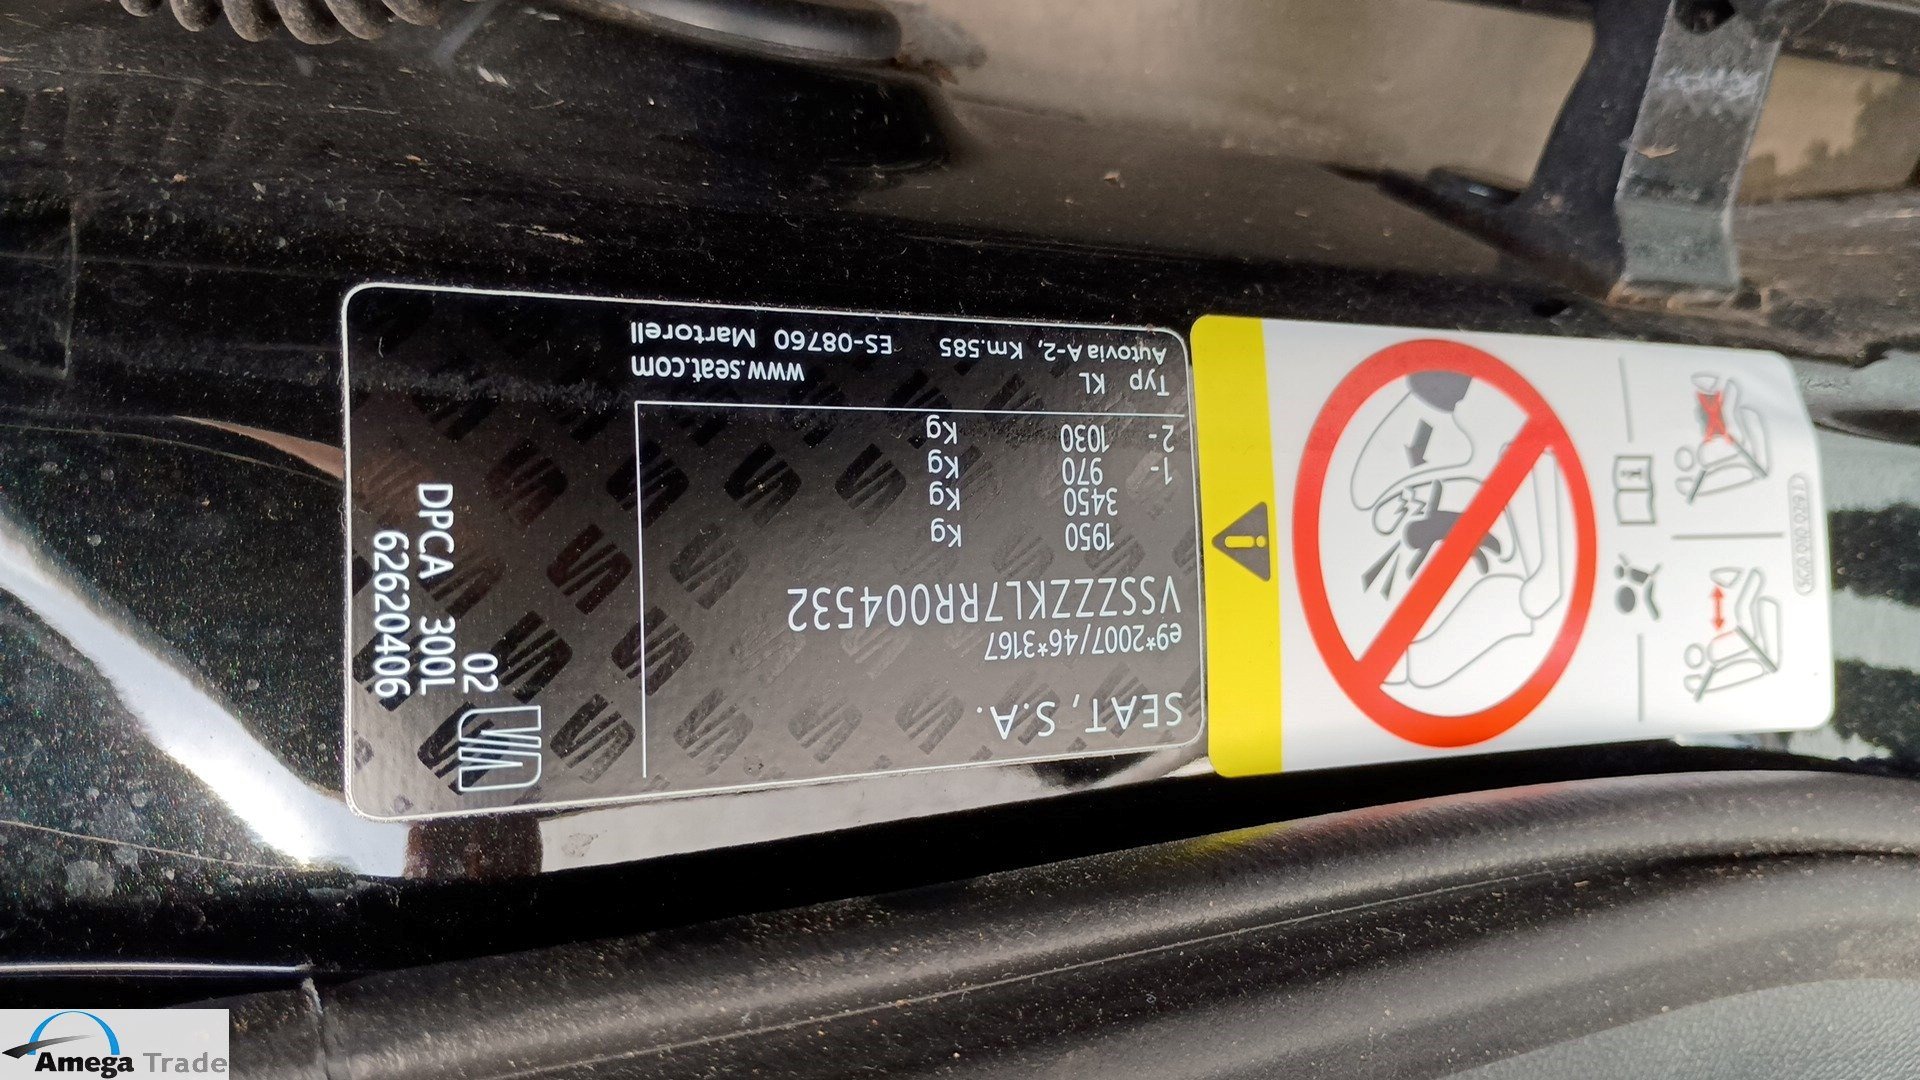 SEAT, S.A.
e9*2007/46*3167
VSSZZZKL7RR004532
1950 Kg
3450 Kg
1- 970 Kg
2- 1030 Kg
Typ KL www.seat.com
Autovia A-2, Km.585 ES-08760 Martorell
02
DPCA 300L
62620406
Amega Trade